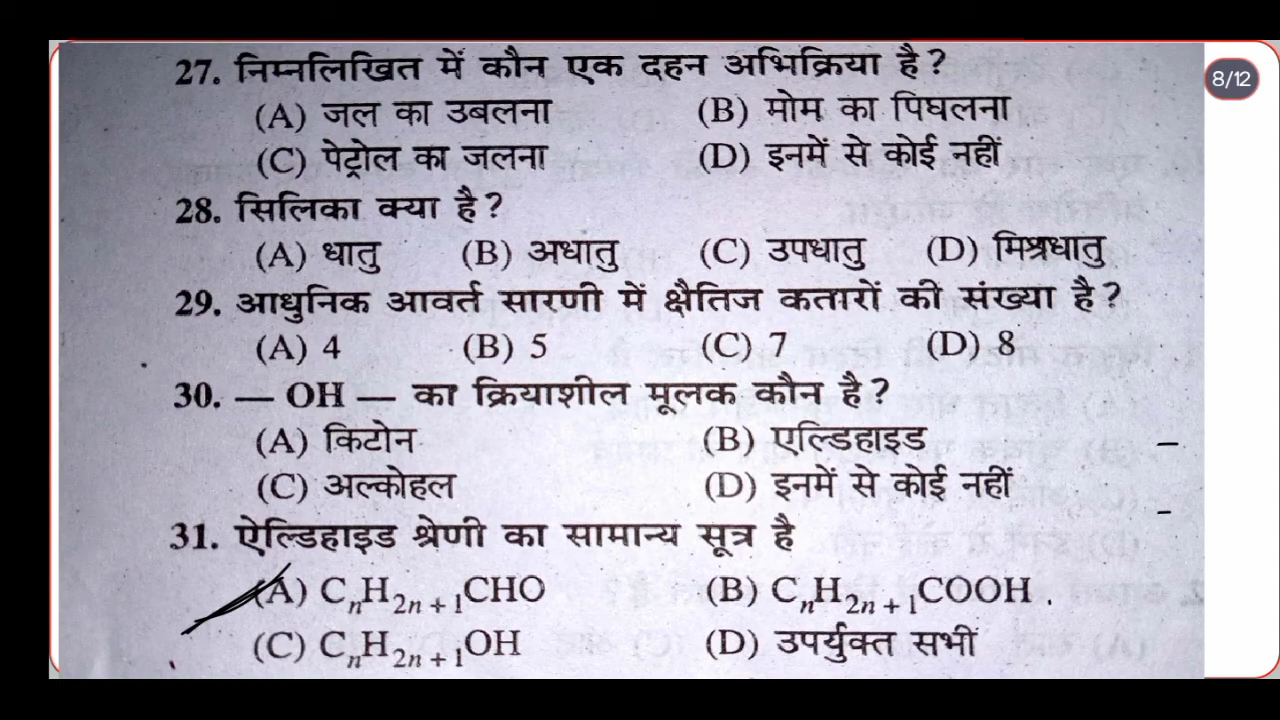 27. निम्नलिखित में कौन एक दहन अभिक्रिया है?
(A) जल का उबलना (B) मोम का पिघलना
(C) पेट्रोल का जलना (D) इनमें से कोई नहीं
28. सिलिका क्या है?
(A) धातु (B) अधातु (C) उपधातु (D) मिश्रधातु
29. आधुनिक आवर्त सारणी में क्षैतिज कतारों की संख्या है?
(A) 4 (B) 5 (C) 7 (D) 8
30. — OH — का क्रियाशील मूलक कौन है?
(A) किटोन (B) एल्डिहाइड
(C) अल्कोहल (D) इनमें से कोई नहीं
31. ऐल्डिहाइड श्रेणी का सामान्य सूत्र है
(A) CₙH₂ₙ₊₁CHO (B) CₙH₂ₙ₊₁COOH .
(C) CₙH₂ₙ₊₁OH (D) उपर्युक्त सभी
8/12